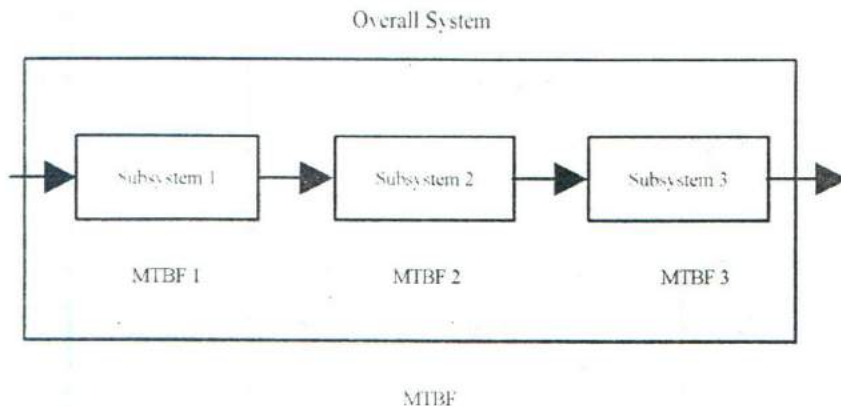 Overall System
Subsystem 1
Subsystem 2
Subsystem 3
MTBF 1
MTBF 2
MTBF 3
MTBF